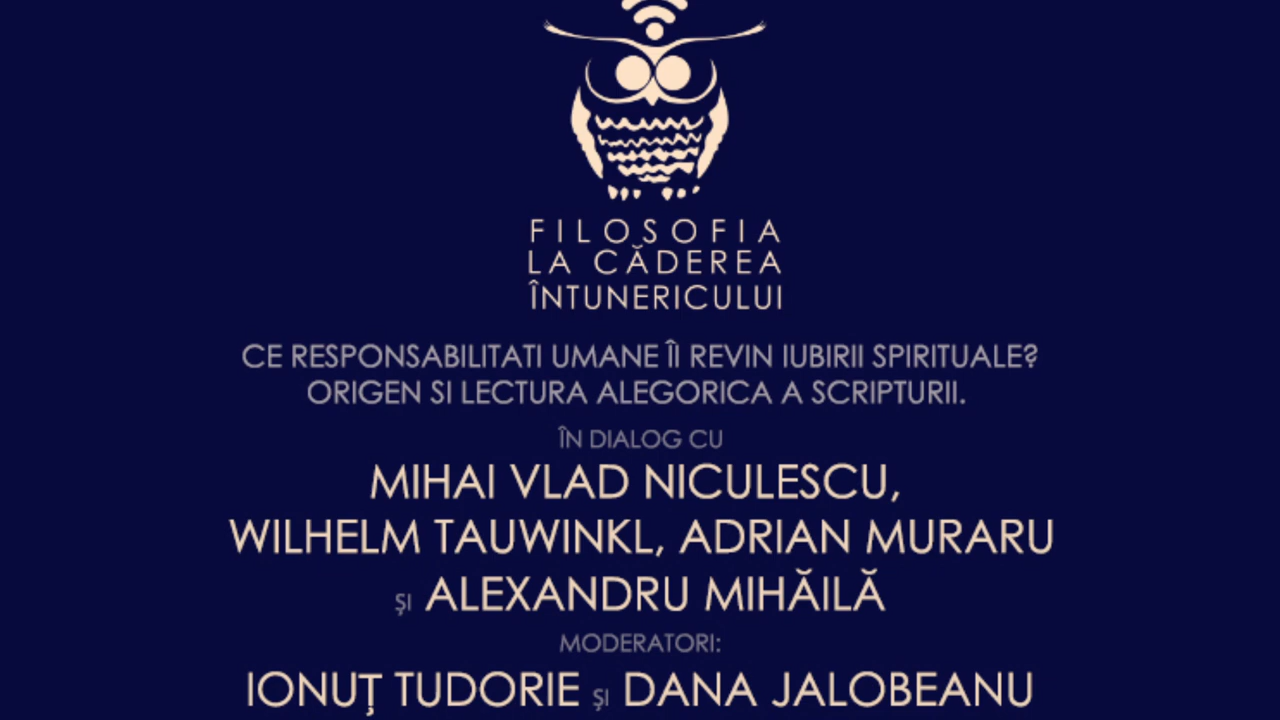 FILOSOFIA
LA CĂDEREA
ÎNTUNERICULUI
CE RESPONSABILITATI UMANE ÎI REVIN IUBIRII SPIRITUALE?
ORIGEN SI LECTURA ALEGORICA A SCRIPTURII.
ÎN DIALOG CU
MIHAI VLAD NICULESCU,
WILHELM TAUWINKL, ADRIAN MURARU
ŞI ALEXANDRU MIHĂILĂ
MODERATORI:
IONUŢ TUDORIE ŞI DANA JALOBEANU